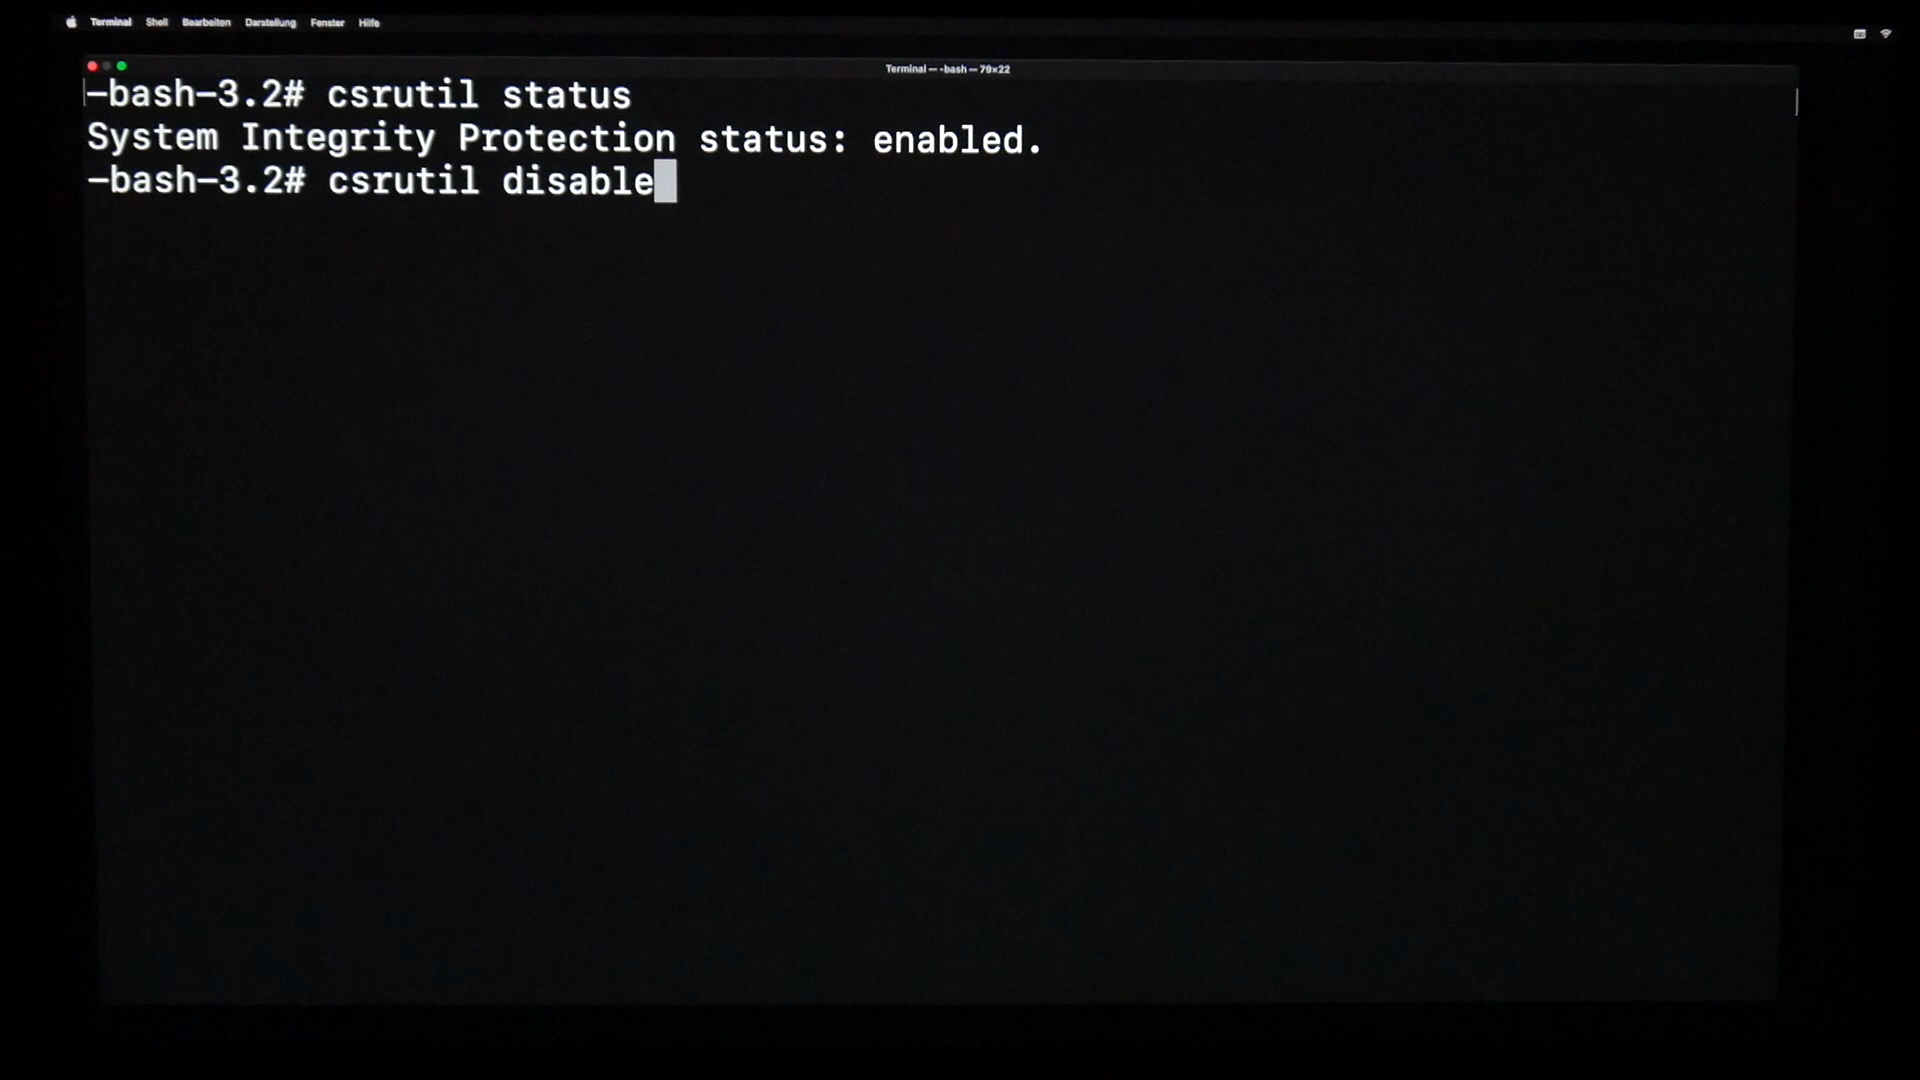 Terminal Shell Bearbeiten Darstellung Fenster Hilfe
Terminal — -bash — 79×22
-bash-3.2# csrutil status
System Integrity Protection status: enabled.
-bash-3.2# csrutil disable